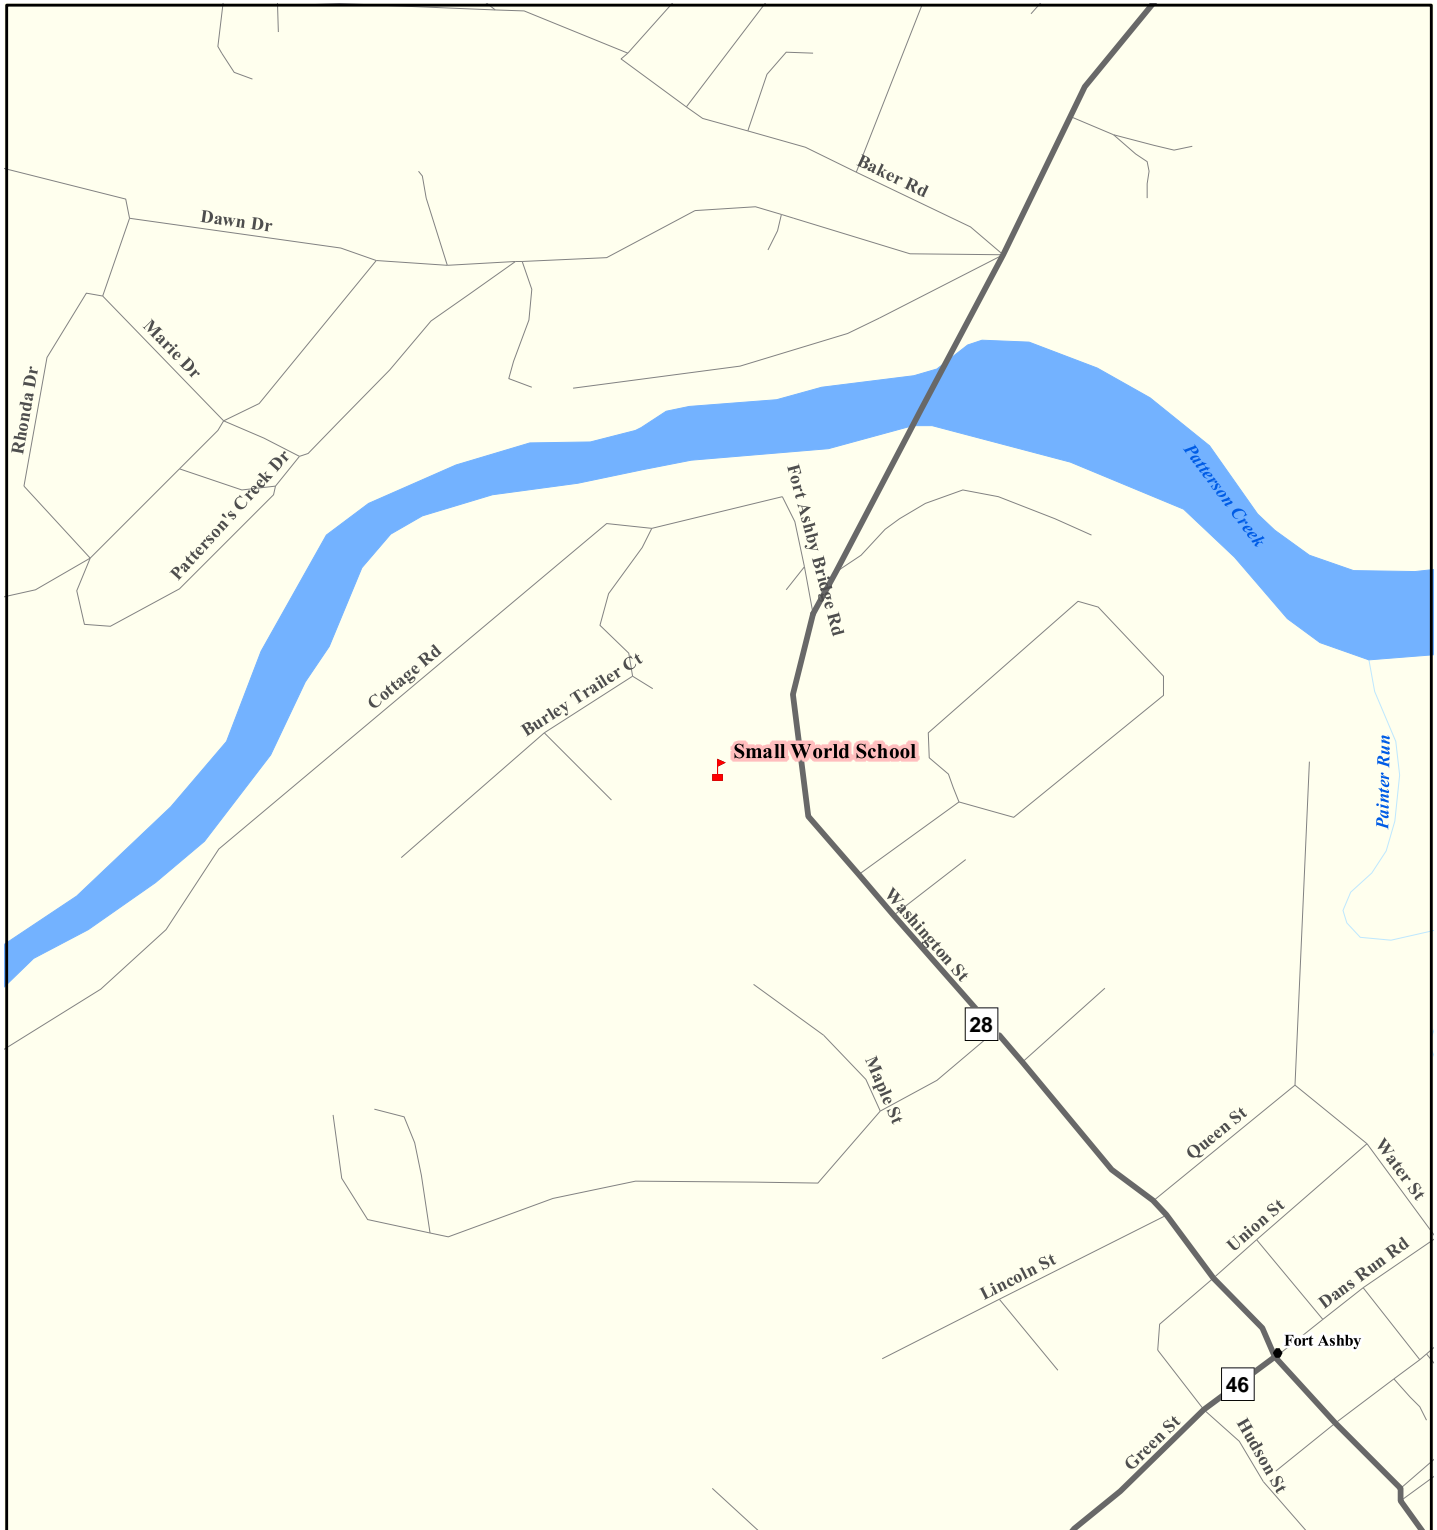 Baker Rd
Dawn Dr
Marie Dr
Rhonda Dr
Patterson's Creek Dr
Patterson Creek
Fort Ashby Bridge Rd
Cottage Rd
Burley Trailer Ct
Small World School
Painter Run
Washington St
28
Maple St
Queen St
Water St
Union St
Dans Run Rd
Lincoln St
Fort Ashby
46
Green St
Hudson St